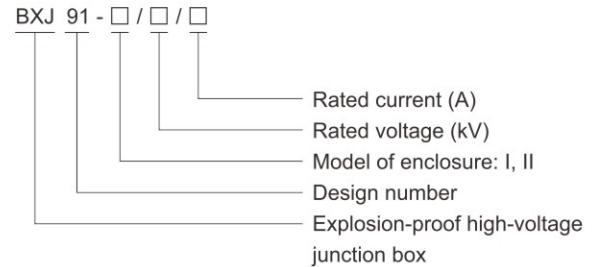 BXJ 91 - □ / □ / □
Rated current (A)
Rated voltage (kV)
Model of enclosure: I, II
Design number
Explosion-proof high-voltage
junction box